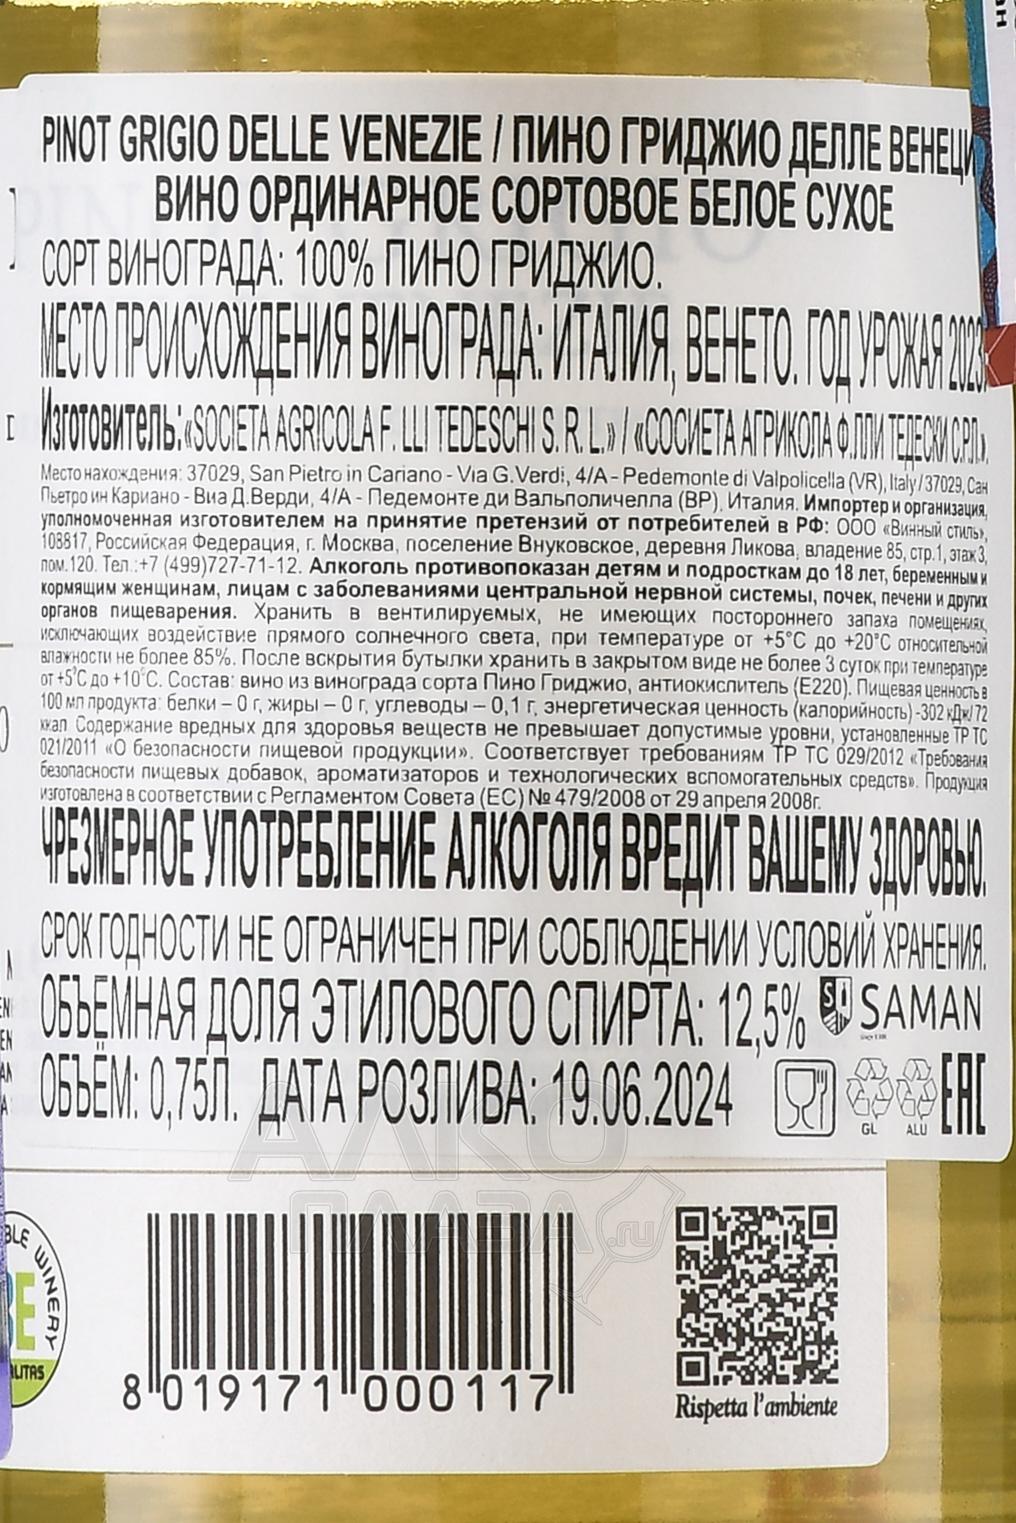 PINOT GRIGIO DELLE VENEZIE / ПИНО ГРИДЖИО ДЕЛЛЕ ВЕНЕЦИ
ВИНО ОРДИНАРНОЕ СОРТОВОЕ БЕЛОЕ СУХОЕ
СОРТ ВИНОГРАДА: 100% ПИНО ГРИДЖИО.
МЕСТО ПРОИСХОЖДЕНИЯ ВИНОГРАДА: ИТАЛИЯ, ВЕНЕТО. ГОД УРОЖАЯ 2023.
Изготовитель: «SOCIETA AGRICOLA F. LLI TEDESCHI S. R. L.» / «СОСИЕТА АГРИКОЛА Ф.ЛЛИ ТЕДЕСКИ С.Р.Л».
Место нахождения: 37029, San Pietro in Cariano - Via G.Verdi, 4/A - Pedemonte di Valpolicella (VR), Italy / 37029, Сан
Пьетро ин Кариано - Виа Д.Верди, 4/А - Педемонте ди Вальполичелла (ВР), Италия. Импортер и организация,
уполномоченная изготовителем на принятие претензий от потребителей в РФ: ООО «Винный стиль»,
108817, Российская Федерация, г. Москва, поселение Внуковское, деревня Ликова, владение 85, стр.1, этаж 3,
пом.120. Тел.:+7 (499)727-71-12. Алкоголь противопоказан детям и подросткам до 18 лет, беременным и
кормящим женщинам, лицам с заболеваниями центральной нервной системы, почек, печени и других
органов пищеварения. Хранить в вентилируемых, не имеющих постороннего запаха помещениях,
исключающих воздействие прямого солнечного света, при температуре от +5°С до +20°С относительной
влажности не более 85%. После вскрытия бутылки хранить в закрытом виде не более 3 суток при температуре
от +5°С до +10°С. Состав: вино из винограда сорта Пино Гриджио, антиокислитель (Е220). Пищевая ценность в
100 мл продукта: белки – 0 г, жиры – 0 г, углеводы – 0,1 г, энергетическая ценность (калорийность) -302 кДж/ 72
ккал. Содержание вредных для здоровья веществ не превышает допустимые уровни, установленные ТР ТС
021/2011 «О безопасности пищевой продукции». Соответствует требованиям ТР ТС 029/2012 «Требования
безопасности пищевых добавок, ароматизаторов и технологических вспомогательных средств». Продукция
изготовлена в соответствии с Регламентом Совета (ЕС) № 479/2008 от 29 апреля 2008г.
ЧРЕЗМЕРНОЕ УПОТРЕБЛЕНИЕ АЛКОГОЛЯ ВРЕДИТ ВАШЕМУ ЗДОРОВЬЮ.
СРОК ГОДНОСТИ НЕ ОГРАНИЧЕН ПРИ СОБЛЮДЕНИИ УСЛОВИЙ ХРАНЕНИЯ.
ОБЪЁМНАЯ ДОЛЯ ЭТИЛОВОГО СПИРТА: 12,5% SAMAN
ОБЪЁМ: 0,75Л. ДАТА РОЗЛИВА: 19.06.2024
GL ALU EAC
АЛКО
ПЛАЗА.ru
BLE WINERY
BE
ALITAS
8 019171 000117
Rispetta l'ambiente